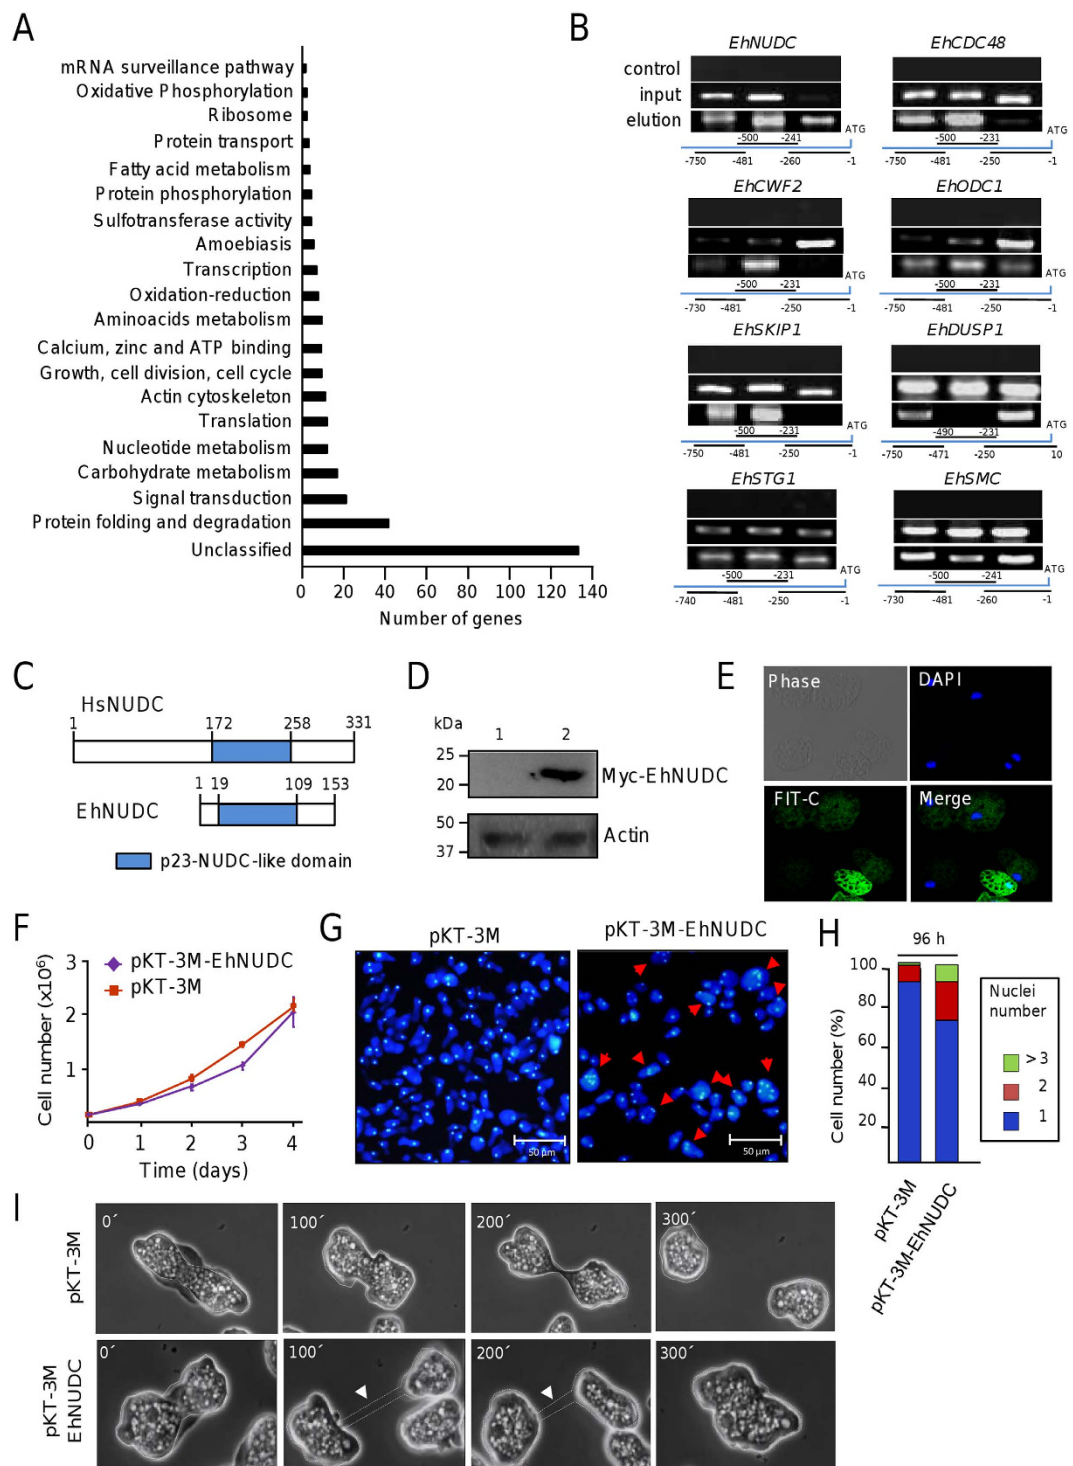 A
mRNA surveillance pathway
Oxidative Phosphorylation
Ribosome
Protein transport
Fatty acid metabolism
Protein phosphorylation
Sulfotransferase activity
Amoebiasis
Transcription
Oxidation-reduction
Aminoacids metabolism
Calcium, zinc and ATP binding
Growth, cell division, cell cycle
Actin cytoskeleton
Translation
Nucleotide metabolism
Carbohydrate metabolism
Signal transduction
Protein folding and degradation
Unclassified
0 20 40 60 80 100 120 140
Number of genes
B
EhNUDC
control
input
elution
-500 -241
ATG
-750 -481 -250 -1
EhCDC48
-500 -231
ATG
-750 -481 -250 -1
EhCWF2
-500 -231
ATG
-730 -481 -250 -1
EhODC1
-500 -231
ATG
-750 -481 -250 -1
EhSKIP1
-500 -231
ATG
-750 -481 -250 -1
EhDUSP1
-490 -231
ATG
-750 -471 -250 10
EhSTG1
-500 -231
ATG
-740 -481 -250 -1
EhSMC
-500 -241
ATG
-730 -481 -260 -1
C
HsNUDC
1 172 258 331
1 19 109 153
EhNUDC
p23-NUDC-like domain
D
kDa 1 2
25
20
Myc-EhNUDC
50
37
Actin
E
Phase
DAPI
FIT-C
Merge
F
Cell number (x10⁶)
3
2
1
pKT-3M-EhNUDC
pKT-3M
0 1 2 3 4
Time (days)
G
pKT-3M
50 µm
pKT-3M-EhNUDC
50 µm
H
96 h
Cell number (%)
100
80
60
40
20
pKT-3M
pKT-3M-EhNUDC
Nuclei
number
>3
2
1
I
pKT-3M
0´
100´
200´
300´
pKT-3M
EhNUDC
0´
100´
200´
300´